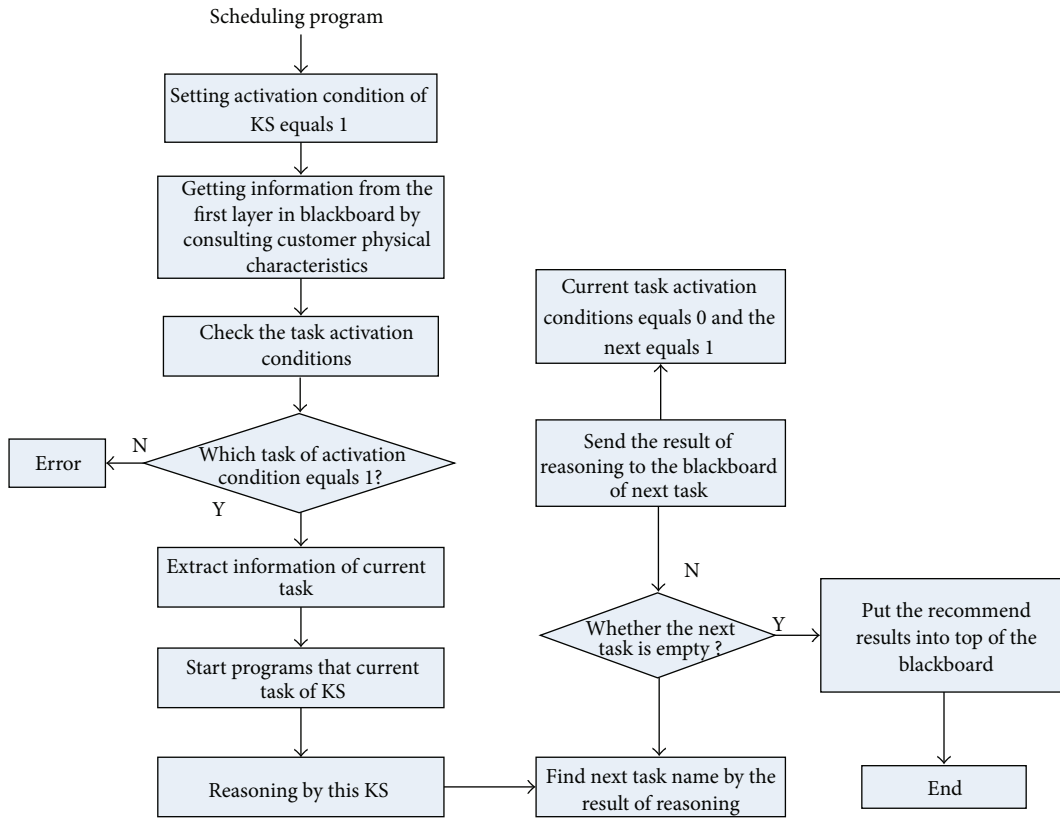 Scheduling program
Setting activation condition of
KS equals 1
Getting information from the
first layer in blackboard by
consulting customer physical
characteristics
Check the task activation
conditions
Which task of activation
condition equals 1?
N
Error
Y
Extract information of current
task
Start programs that current
task of KS
Reasoning by this KS
Current task activation
conditions equals 0 and the
next equals 1
Send the result of
reasoning to the blackboard
of next task
N
Whether the next
task is empty ?
Y
Find next task name by the
result of reasoning
Put the recommend
results into top of the
blackboard
End